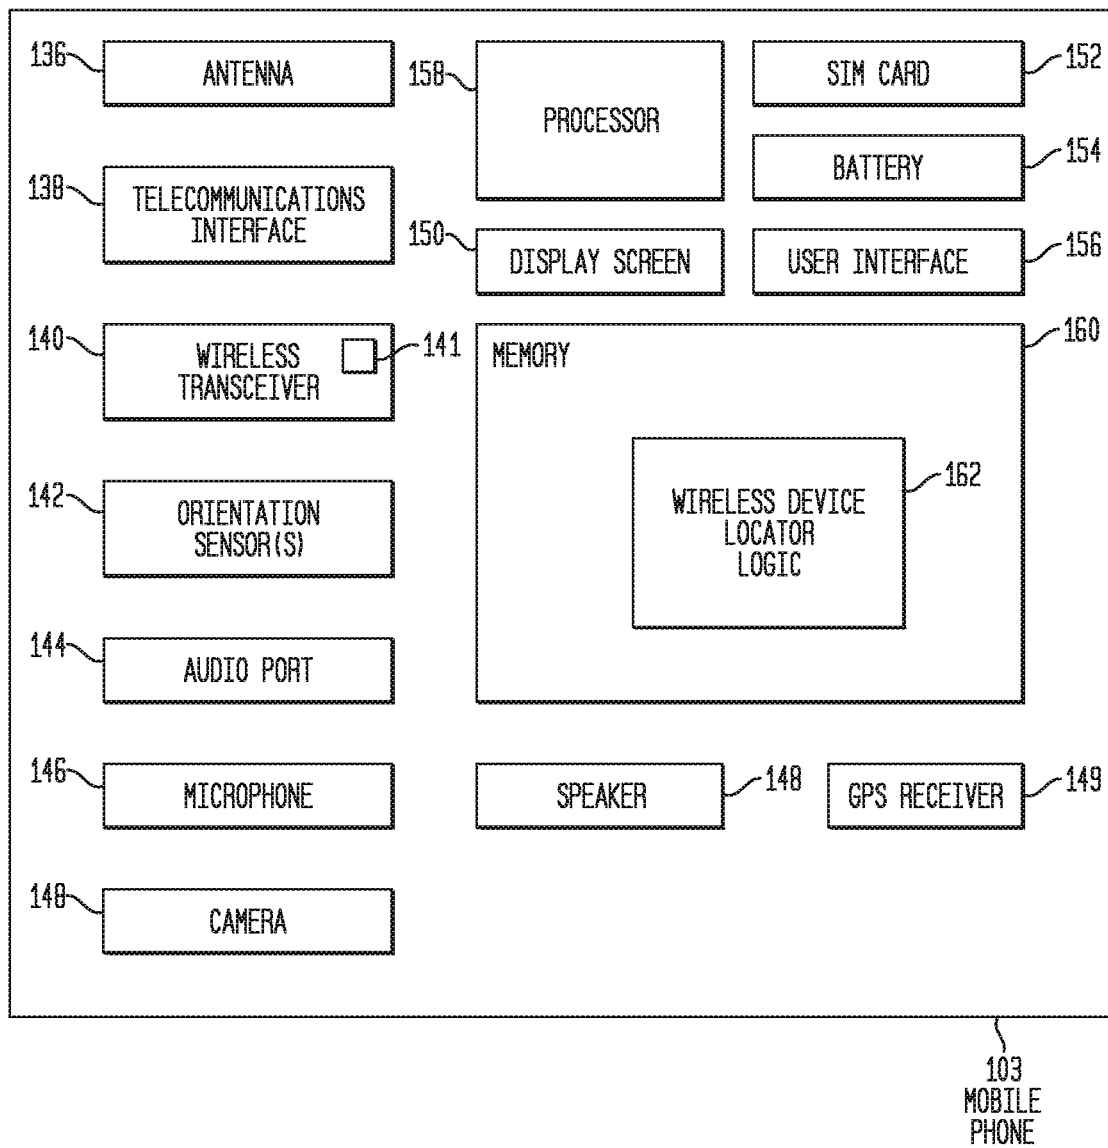 136
ANTENNA
158
PROCESSOR
SIM CARD
152
BATTERY
154
138
TELECOMMUNICATIONS
INTERFACE
150
DISPLAY SCREEN
USER INTERFACE
156
140
WIRELESS
TRANSCEIVER
141
MEMORY
160
142
ORIENTATION
SENSOR(S)
WIRELESS DEVICE
LOCATOR
LOGIC
162
144
AUDIO PORT
146
MICROPHONE
SPEAKER
148
GPS RECEIVER
149
148
CAMERA
103
MOBILE
PHONE